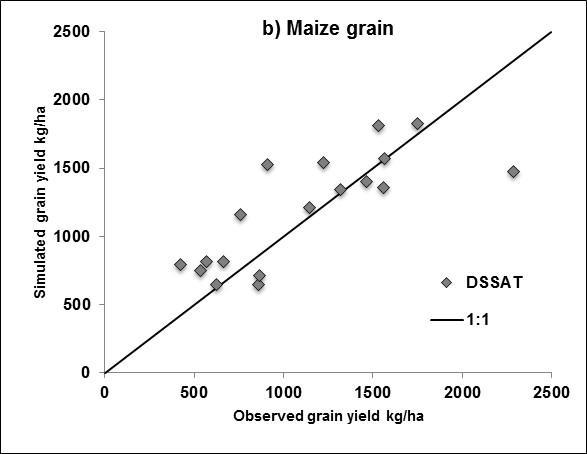 b) Maize grain
2500
2000
1500
1000
500
0
Simulated grain yield kg/ha
DSSAT
1:1
0 500 1000 1500 2000 2500
Observed grain yield kg/ha